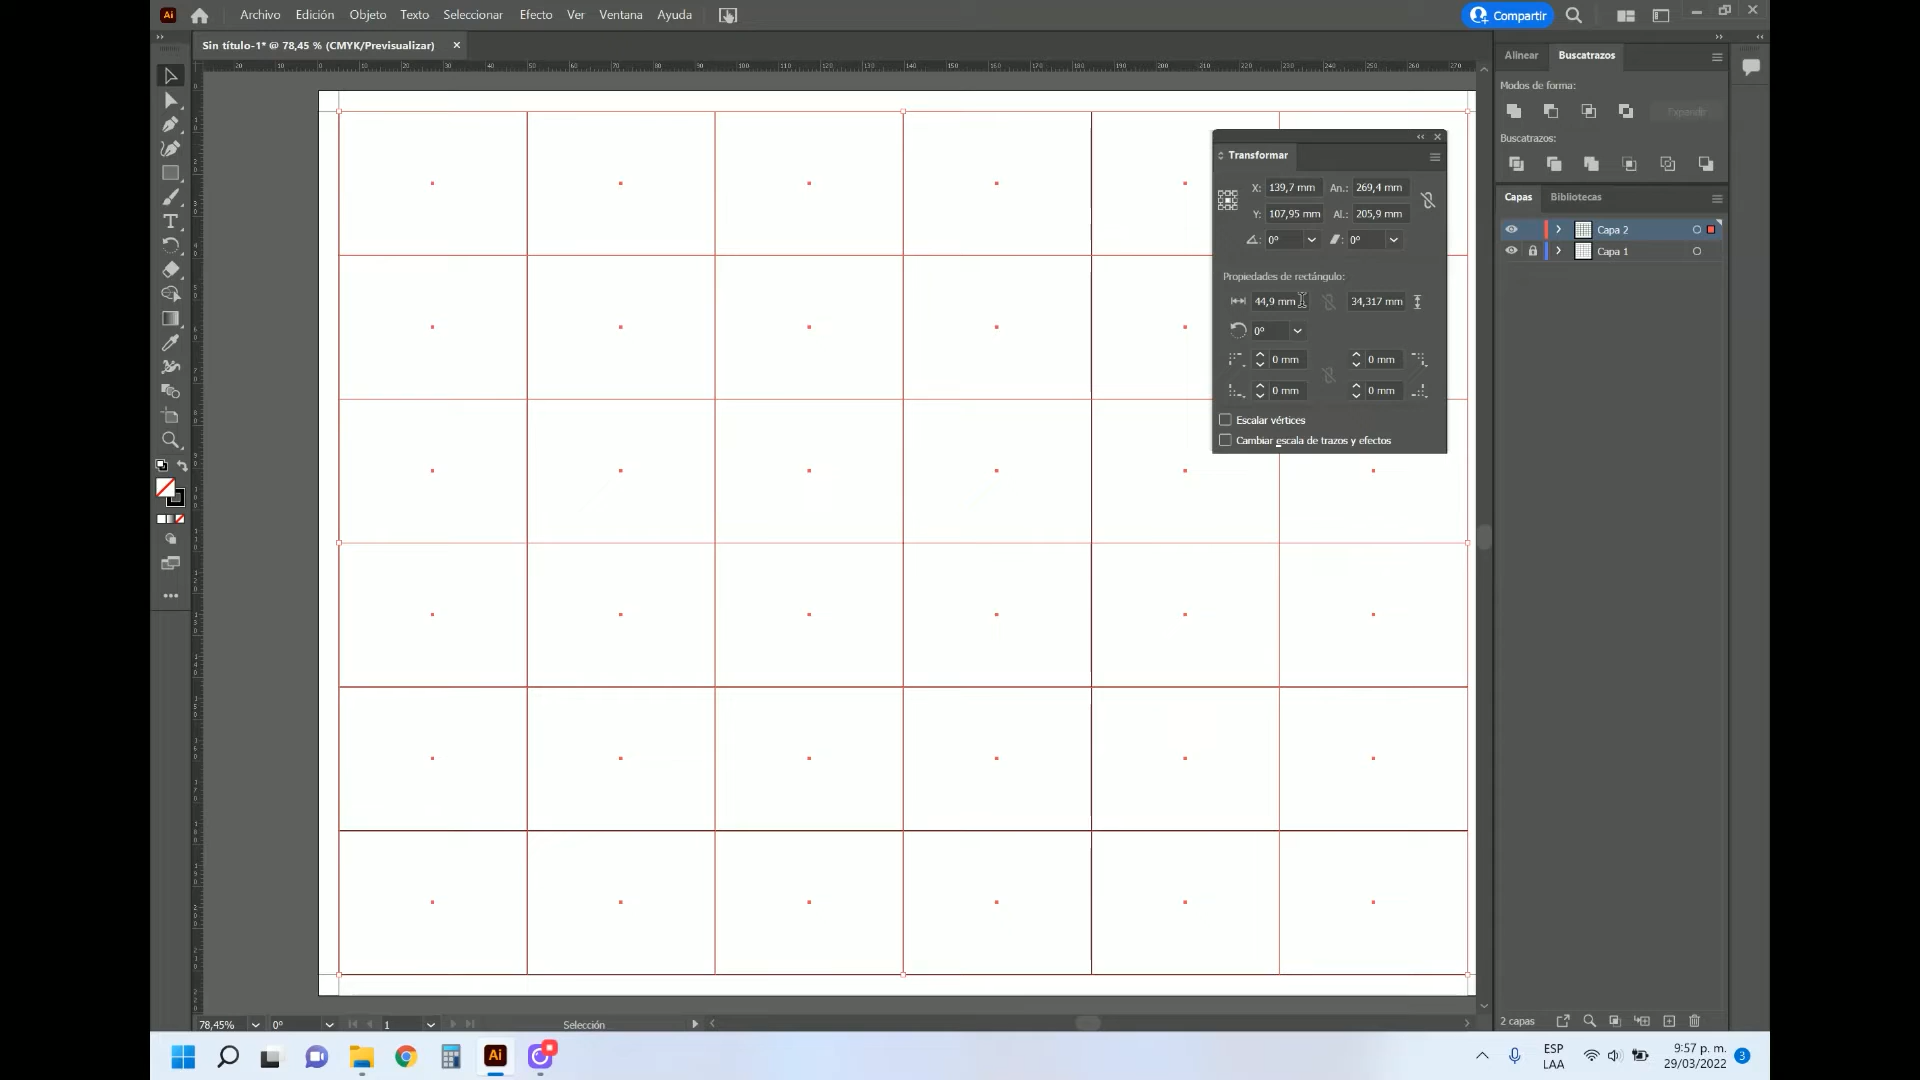 Ai Archivo Edición Objeto Texto Seleccionar Efecto Ver Ventana Ayuda Compartir
Sin título-1* @ 78,45 % (CMYK/Previsualizar)
Alinear Buscatrazos
Modos de forma:
Expandir
Buscatrazos:
Transformar
X: 139,7 mm An.: 269,4 mm
Y: 107,95 mm Al.: 205,9 mm
0° 0°
Propiedades de rectángulo:
44,9 mm 34,317 mm
0°
0 mm 0 mm
0 mm 0 mm
Escalar vértices
Cambiar escala de trazos y efectos
Capas Bibliotecas
Capa 2
Capa 1
78,45% 0° 1 Selección
2 capas
Ai
ESP
LAA
9:57 p. m.
29/03/2022
3